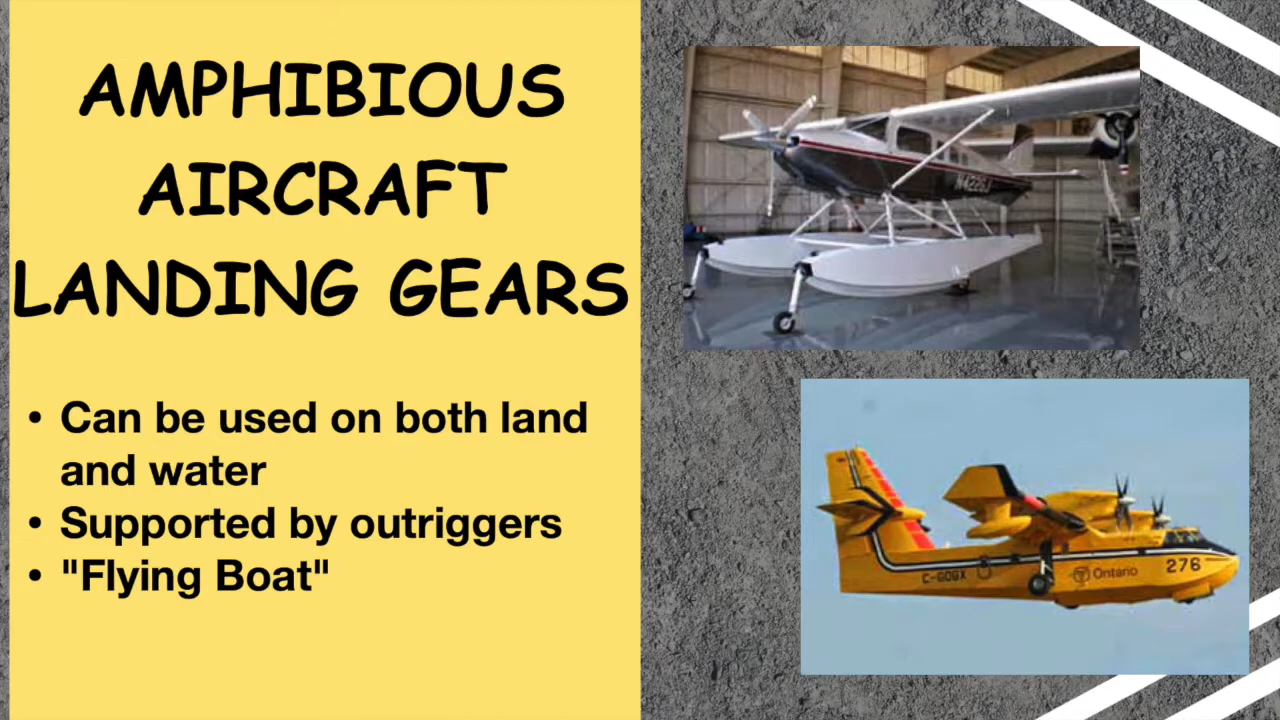 AMPHIBIOUS
AIRCRAFT
LANDING GEARS
• Can be used on both land
and water
• Supported by outriggers
• "Flying Boat"
C-GOGX
Ontario
276